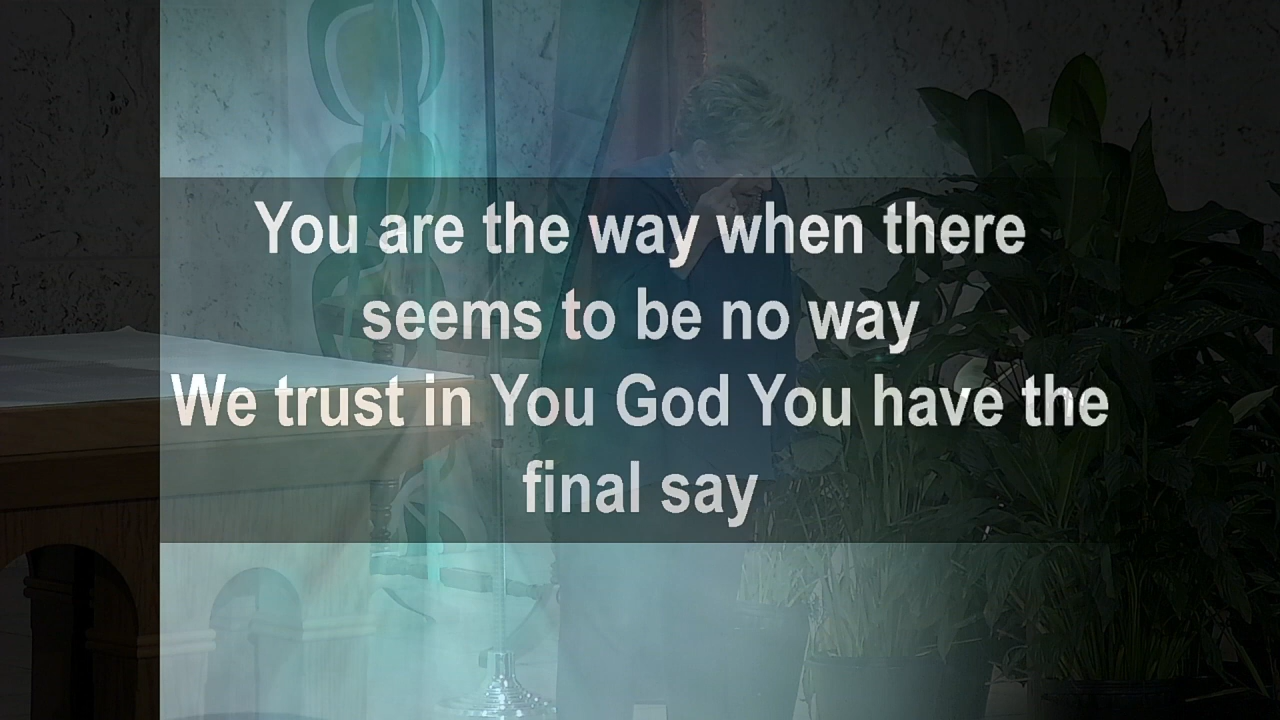 You are the way when there
seems to be no way
We trust in You God You have the
final say